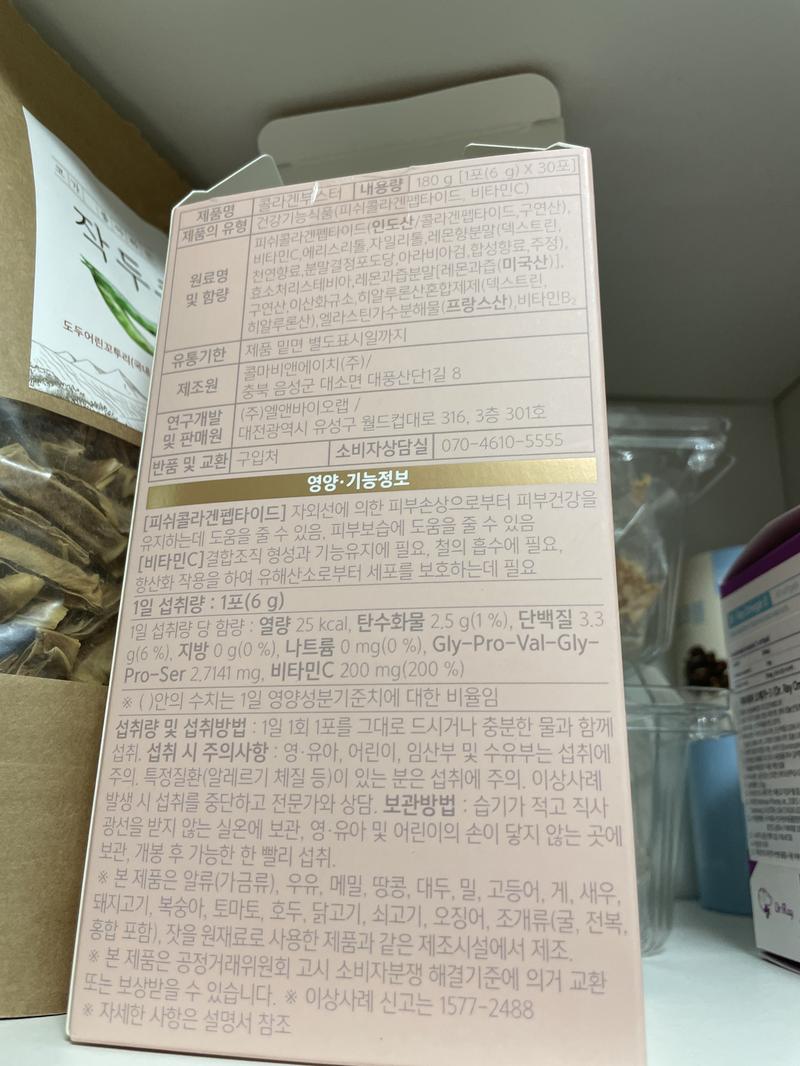 작두
도두어린꼬투리(국내
제품명 콜라겐부스터 내용량 180 g [1포(6 g) X 30포]
제품의 유형 건강기능식품(피쉬콜라겐펩타이드, 비타민C)
원료명 및 함량
피쉬콜라겐펩타이드(인도산/콜라겐펩타이드,구연산),
비타민C,에리스리톨,자일리톨,레몬향분말(덱스트린,
천연향료,분말결정포도당,아라비아검,합성향료,주정),
효소처리스테비아,레몬과즙분말[레몬과즙(미국산)],
구연산,이산화규소,히알루론산혼합제제(덱스트린,
히알루론산),엘라스틴가수분해물(프랑스산),비타민B₂
유통기한 제품 밑면 별도표시일까지
제조원 콜마비앤에이치(주)/
충북 음성군 대소면 대풍산단1길 8
연구개발 및 판매원 (주)엘앤바이오랩 /
대전광역시 유성구 월드컵대로 316, 3층 301호
반품 및 교환 구입처 소비자상담실 070-4610-5555
영양·기능정보
[피쉬콜라겐펩타이드] 자외선에 의한 피부손상으로부터 피부건강을
유지하는데 도움을 줄 수 있음, 피부보습에 도움을 줄 수 있음
[비타민C]결합조직 형성과 기능유지에 필요, 철의 흡수에 필요,
항산화 작용을 하여 유해산소로부터 세포를 보호하는데 필요
1일 섭취량 : 1포(6 g)
1일 섭취량 당 함량 : 열량 25 kcal, 탄수화물 2.5 g(1 %), 단백질 3.3
g(6 %), 지방 0 g(0 %), 나트륨 0 mg(0 %), Gly-Pro-Val-Gly-
Pro-Ser 2.7141 mg, 비타민C 200 mg(200 %)
※ ( )안의 수치는 1일 영양성분기준치에 대한 비율임
섭취량 및 섭취방법 : 1일 1회 1포를 그대로 드시거나 충분한 물과 함께
섭취. 섭취 시 주의사항 : 영·유아, 어린이, 임산부 및 수유부는 섭취에
주의. 특정질환(알레르기 체질 등)이 있는 분은 섭취에 주의. 이상사례
발생 시 섭취를 중단하고 전문가와 상담. 보관방법 : 습기가 적고 직사
광선을 받지 않는 실온에 보관, 영·유아 및 어린이의 손이 닿지 않는 곳에
보관, 개봉 후 가능한 한 빨리 섭취.
※ 본 제품은 알류(가금류), 우유, 메밀, 땅콩, 대두, 밀, 고등어, 게, 새우,
돼지고기, 복숭아, 토마토, 호두, 닭고기, 쇠고기, 오징어, 조개류(굴, 전복,
홍합 포함), 잣을 원재료로 사용한 제품과 같은 제조시설에서 제조.
※ 본 제품은 공정거래위원회 고시 소비자분쟁 해결기준에 의거 교환
또는 보상받을 수 있습니다. ※ 이상사례 신고는 1577-2488
※ 자세한 사항은 설명서 참조